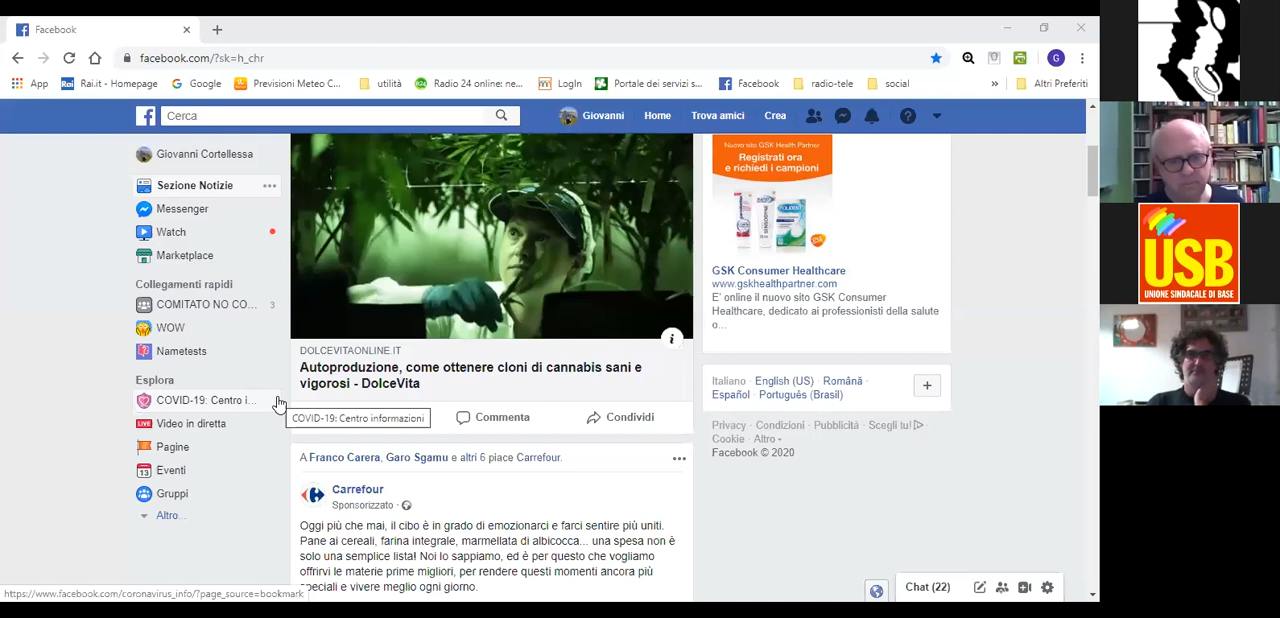 Facebook
facebook.com/?sk=h_chr
G
App
Rai.it - Homepage
Google
Previsioni Meteo C...
utilità
Radio 24 online: ne...
LogIn
Portale dei servizi s...
Facebook
radio-tele
social
»
Altri Preferiti
Cerca
Giovanni
Home
Trova amici
Crea
Giovanni Cortellessa
Sezione Notizie
Messenger
Watch
Marketplace
Collegamenti rapidi
COMITATO NO CO... 3
WOW
Nametests
Esplora
COVID-19: Centro i...
LIVE Video in diretta
Pagine
13 Eventi
Gruppi
Altro...
DOLCEVITAONLINE.IT
Autoproduzione, come ottenere cloni di cannabis sani e
vigorosi - DolceVita
COVID-19: Centro informazioni
Commenta
Condividi
A Franco Carera, Garo Sgamu e altri 6 piace Carrefour.
Carrefour
Sponsorizzato ·
Oggi più che mai, il cibo è in grado di emozionarci e farci sentire più uniti.
Pane ai cereali, farina integrale, marmellata di albicocca... una spesa non è
solo una semplice lista! Noi lo sappiamo, ed è per questo che vogliamo
offrirvi le materie prime migliori, per rendere questi momenti ancora più
speciali e vivere meglio ogni giorno.
Nuovo sito GSK Health Partner
Registrati ora
e richiedi i campioni
GSK Consumer Healthcare
www.gskhealthpartner.com
E' online il nuovo sito GSK Consumer
Healthcare, dedicato ai professionisti della salute
o...
Italiano · English (US) · Română ·
Español · Português (Brasil)
Privacy · Condizioni · Pubblicità · Scegli tu! ·
Cookie · Altro
Facebook © 2020
Chat (22)
https://www.facebook.com/coronavirus_info/?page_source=bookmark
USB
UNIONE SINDACALE DI BASE